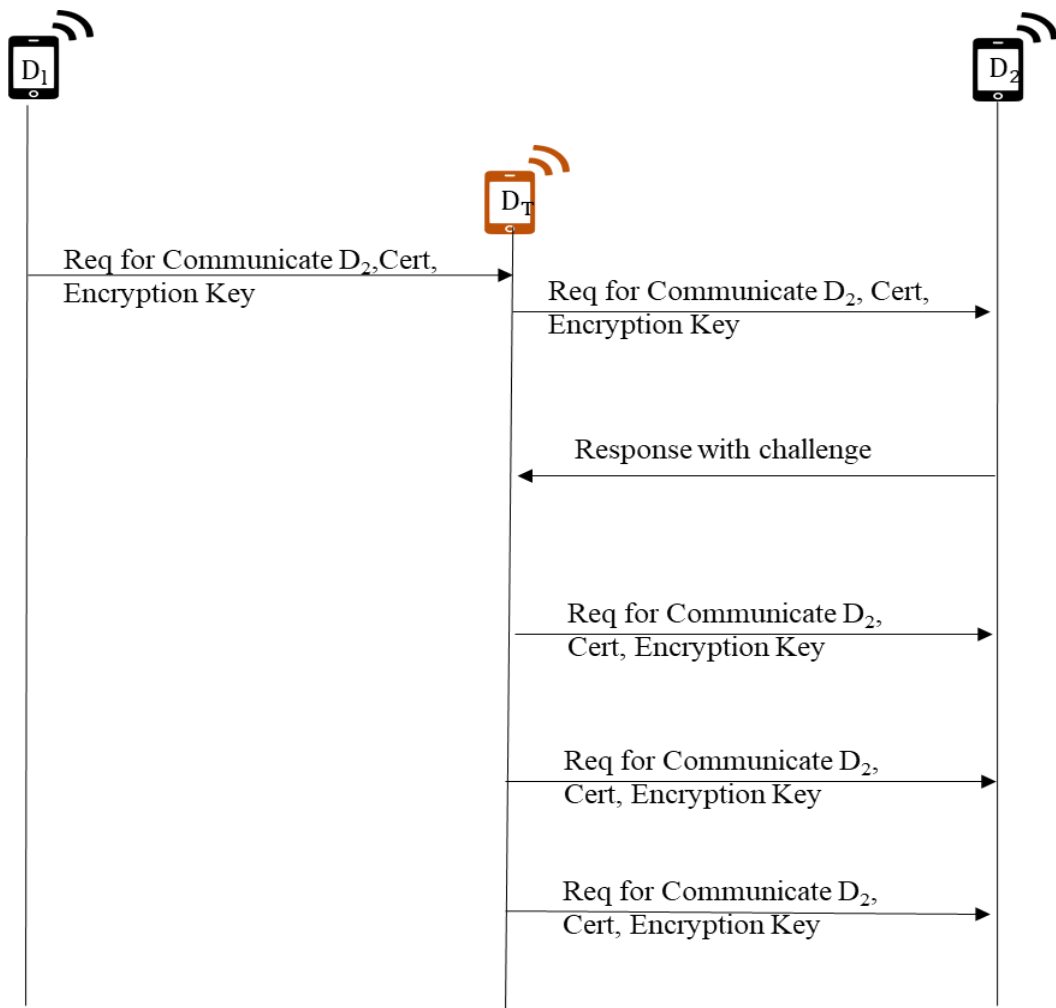 D₁
D₂
D_T
Req for Communicate D₂,Cert,
Encryption Key
Req for Communicate D₂, Cert,
Encryption Key
Response with challenge
Req for Communicate D₂,
Cert, Encryption Key
Req for Communicate D₂,
Cert, Encryption Key
Req for Communicate D₂,
Cert, Encryption Key